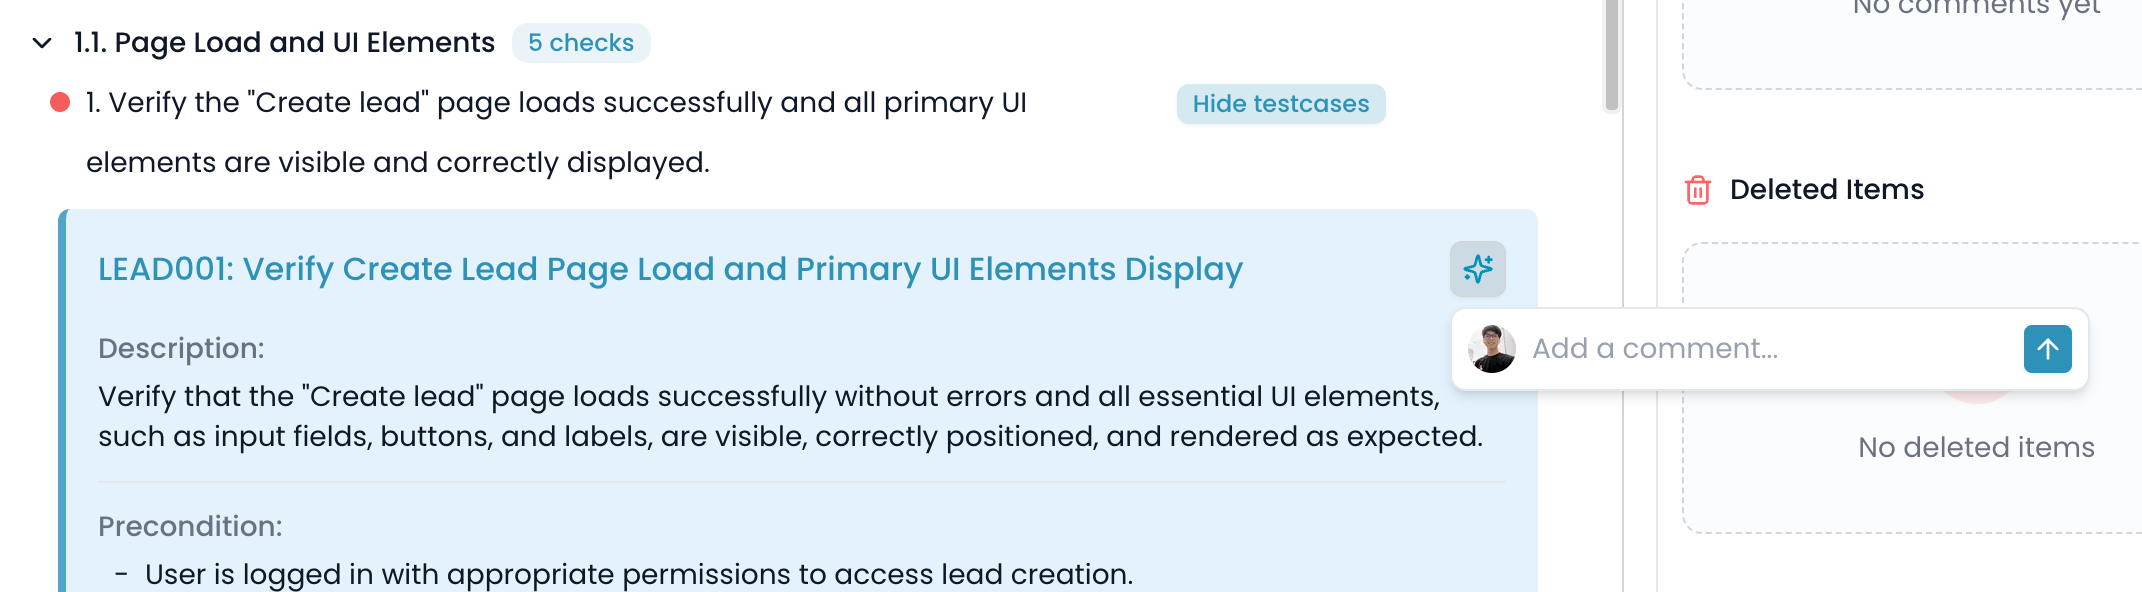 1.1. Page Load and UI Elements
5 checks
1. Verify the "Create lead" page loads successfully and all primary UI
elements are visible and correctly displayed.
Hide testcases
LEAD001: Verify Create Lead Page Load and Primary UI Elements Display
Description:
Verify that the "Create lead" page loads successfully without errors and all essential UI elements,
such as input fields, buttons, and labels, are visible, correctly positioned, and rendered as expected.
Precondition:
- User is logged in with appropriate permissions to access lead creation.
Add a comment...
No comments yet
Deleted Items
No deleted items